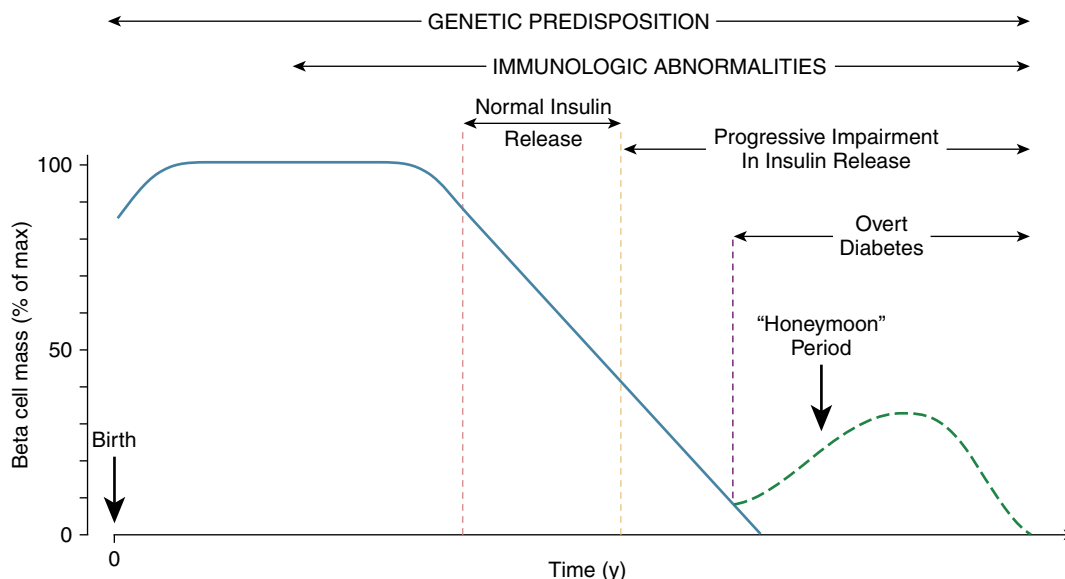 GENETIC PREDISPOSITION
IMMUNOLOGIC ABNORMALITIES
Normal Insulin
Release
Progressive Impairment
In Insulin Release
Overt
Diabetes
“Honeymoon”
Period
Birth
Beta cell mass (% of max)
100
50
0
0
Time (y)